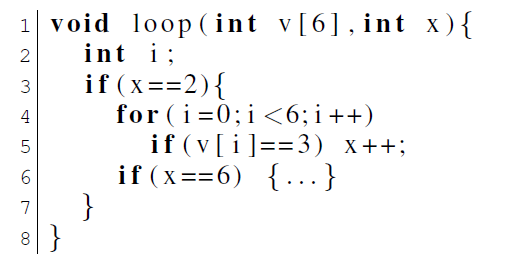 1 void loop(int v[6],int x){
2 int i;
3 if(x==2){
4 for(i=0;i<6;i++)
5 if(v[i]==3) x++;
6 if(x==6) {...}
7 }
8 }